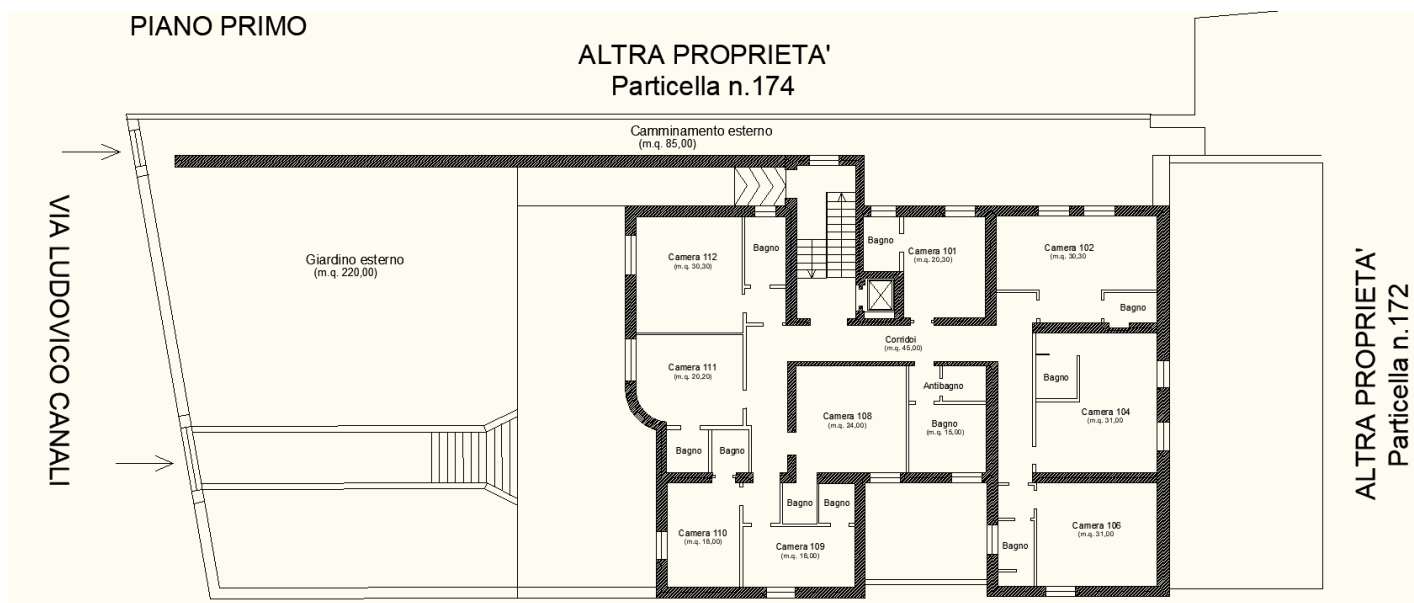 PIANO PRIMO
ALTRA PROPRIETA'
Particella n.174
Camminamento esterno
(m.q. 85,00)
VIA LUDOVICO CANALI
Giardino esterno
(m.q. 220,00)
Camera 112
(m.q. 30,30)
Bagno
Bagno
Camera 101
(m.q. 20,30)
Camera 102
(m.q. 30,30
Bagno
Corridoi
(m.q. 45,00)
Camera 111
(m.q. 20,20)
Antibagno
Bagno
Camera 108
(m.q. 24,00)
Bagno
(m.q. 15,00)
Camera 104
(m.q. 31,00
Bagno
Bagno
Bagno
Bagno
Camera 110
(m.q. 18,00)
Camera 109
(m.q. 18,00)
Camera 106
(m.q. 31,00
Bagno
ALTRA PROPRIETA'
Particella n.172